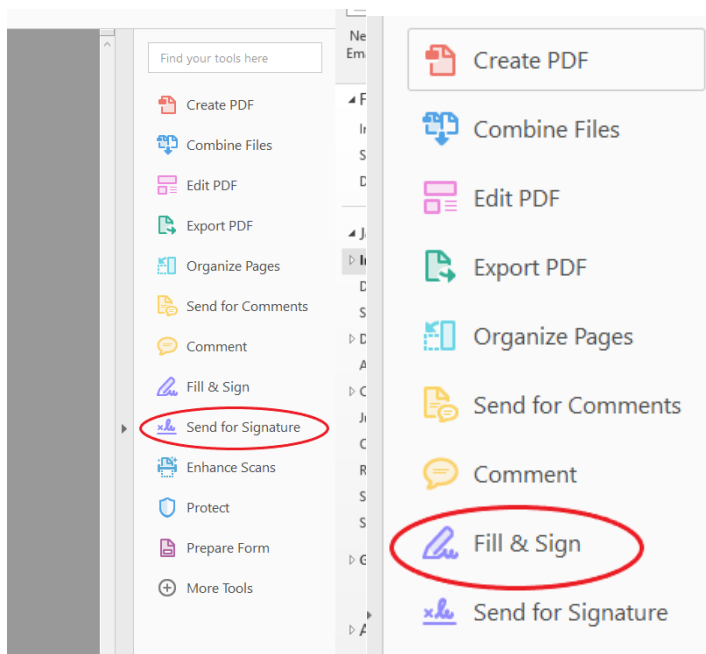 Find your tools here
Create PDF
Combine Files
Edit PDF
Export PDF
Organize Pages
Send for Comments
Comment
Fill & Sign
Send for Signature
Enhance Scans
Protect
Prepare Form
More Tools
Create PDF
Combine Files
Edit PDF
Export PDF
Organize Pages
Send for Comments
Comment
Fill & Sign
Send for Signature